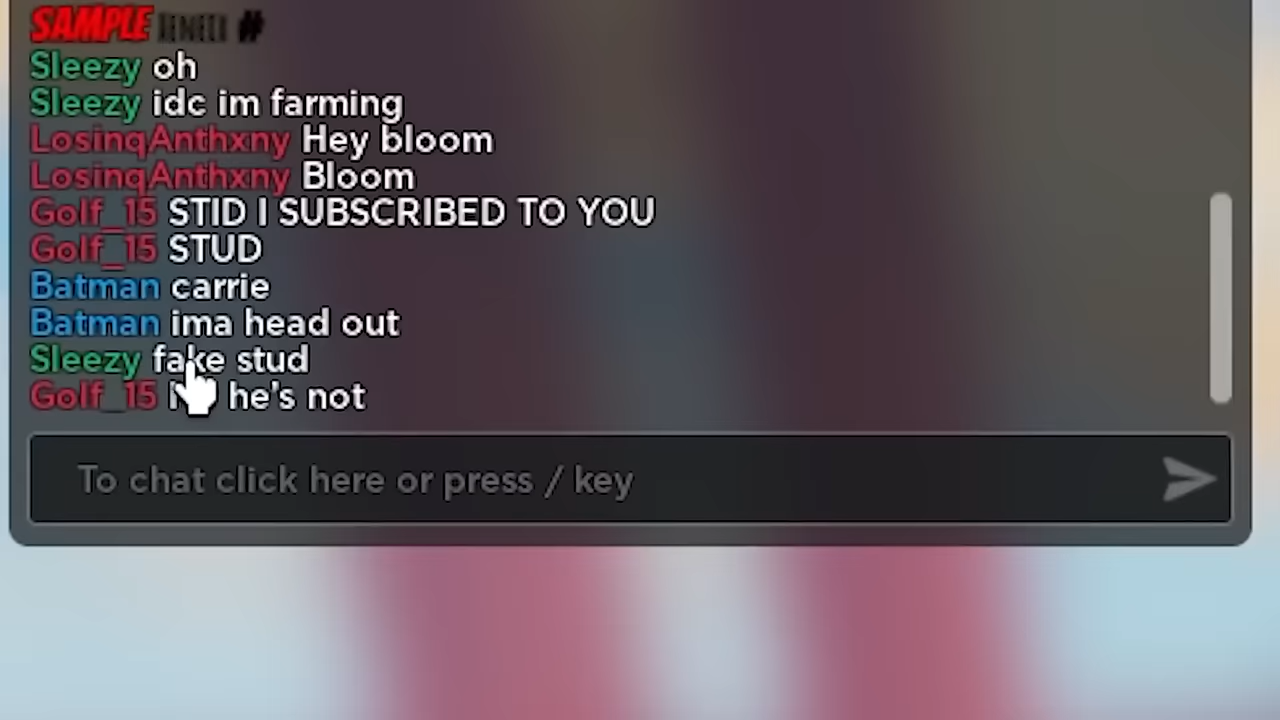 SAMPLE #
Sleezy oh
Sleezy idc im farming
LosinqAnthxny Hey bloom
LosinqAnthxny Bloom
Golf_15 STID I SUBSCRIBED TO YOU
Golf_15 STUD
Batman carrie
Batman ima head out
Sleezy fake stud
Golf_15 he's not
To chat click here or press / key